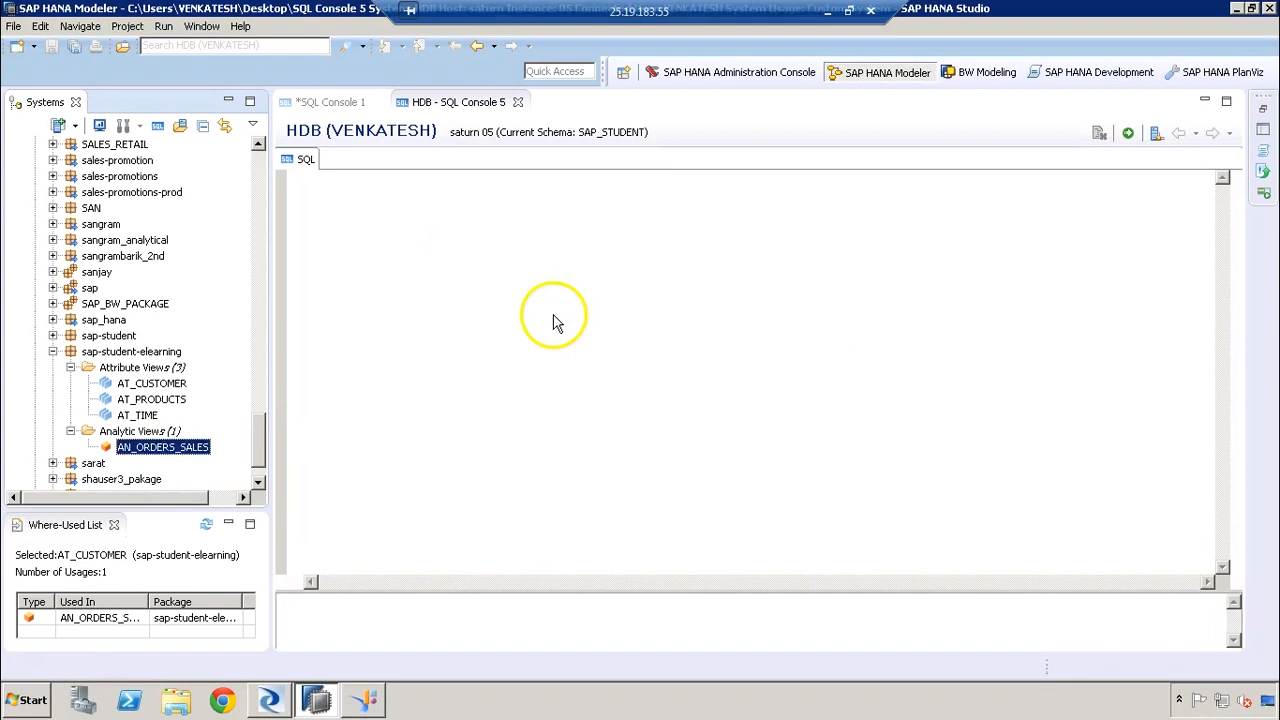 SAP HANA Modeler - C:\Users\VENKATESH\Desktop\SQL Console 5
25.19.183.55
SAP HANA Studio
File Edit Navigate Project Run Window Help
Search HDB (VENKATESH)
Quick Access
SAP HANA Administration Console
SAP HANA Modeler
BW Modeling
SAP HANA Development
SAP HANA PlanViz
Systems
*SQL Console 1
HDB - SQL Console 5
HDB (VENKATESH) saturn 05 (Current Schema: SAP_STUDENT)
SQL
SALES_RETAIL
sales-promotion
sales-promotions
sales-promotions-prod
SAN
sangram
sangram_analytical
sangrambarik_2nd
sanjay
sap
SAP_BW_PACKAGE
sap_hana
sap-student
sap-student-elearning
Attribute Views (3)
AT_CUSTOMER
AT_PRODUCTS
AT_TIME
Analytic Views (1)
AN_ORDERS_SALES
sarat
shauser3_pakage
Where-Used List
Selected:AT_CUSTOMER (sap-student-elearning)
Number of Usages:1
Type Used In Package
AN_ORDERS_S... sap-student-ele...
Start